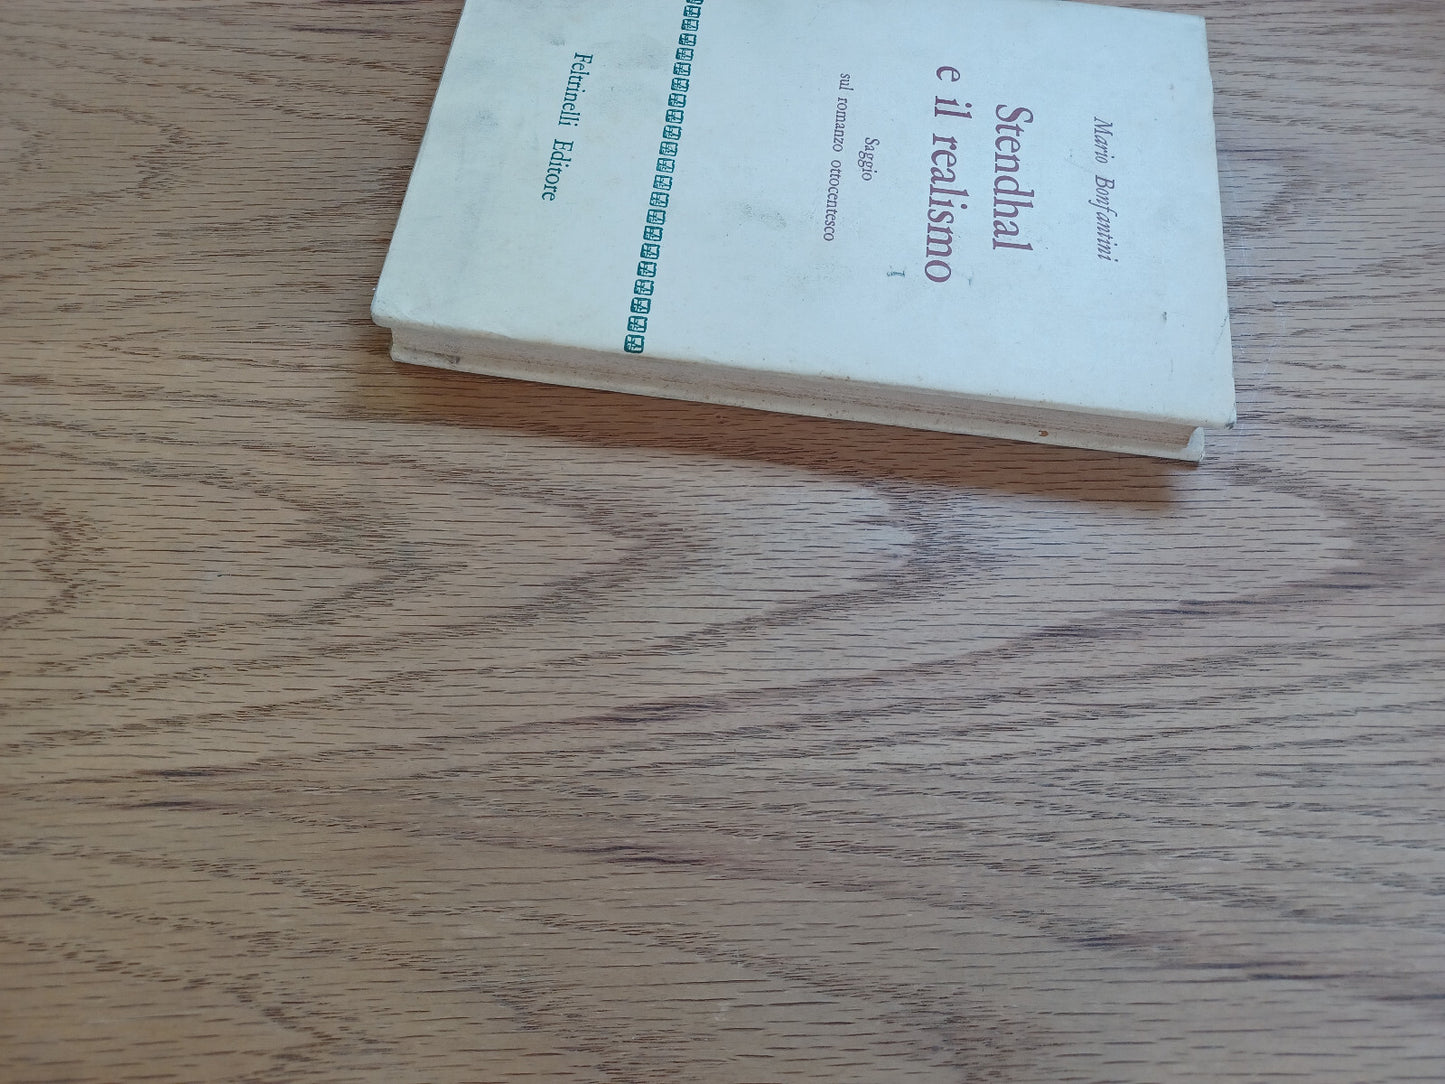 Mario Bonfantini
Stendhal
e il realismo
Saggio
sul romanzo ottocentesco
Feltrinelli Editore